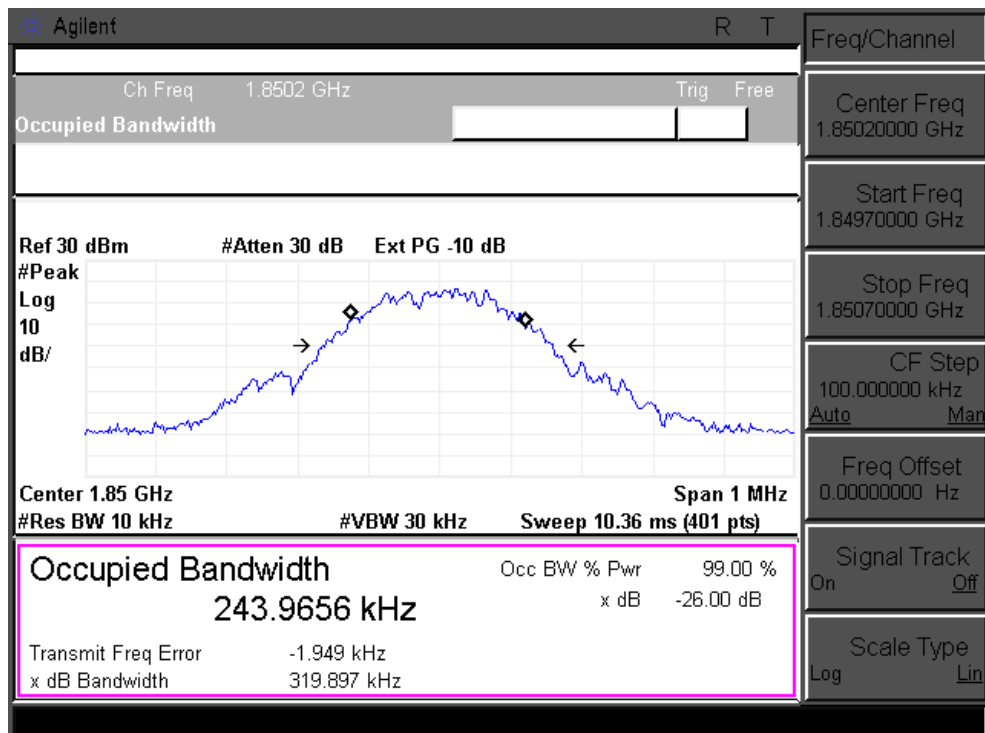 Agilent
R T
Freq/Channel
Ch Freq 1.8502 GHz Trig Free
Occupied Bandwidth
Center Freq
1.85020000 GHz
Start Freq
1.84970000 GHz
Stop Freq
1.85070000 GHz
CF Step
100.000000 kHz
Auto Man
Freq Offset
0.00000000 Hz
Signal Track
On Off
Scale Type
Log Lin
Ref 30 dBm #Atten 30 dB Ext PG -10 dB
#Peak
Log
10
dB/
Center 1.85 GHz Span 1 MHz
#Res BW 10 kHz #VBW 30 kHz Sweep 10.36 ms (401 pts)
Occupied Bandwidth
243.9656 kHz
Occ BW % Pwr 99.00 %
x dB -26.00 dB
Transmit Freq Error -1.949 kHz
x dB Bandwidth 319.897 kHz